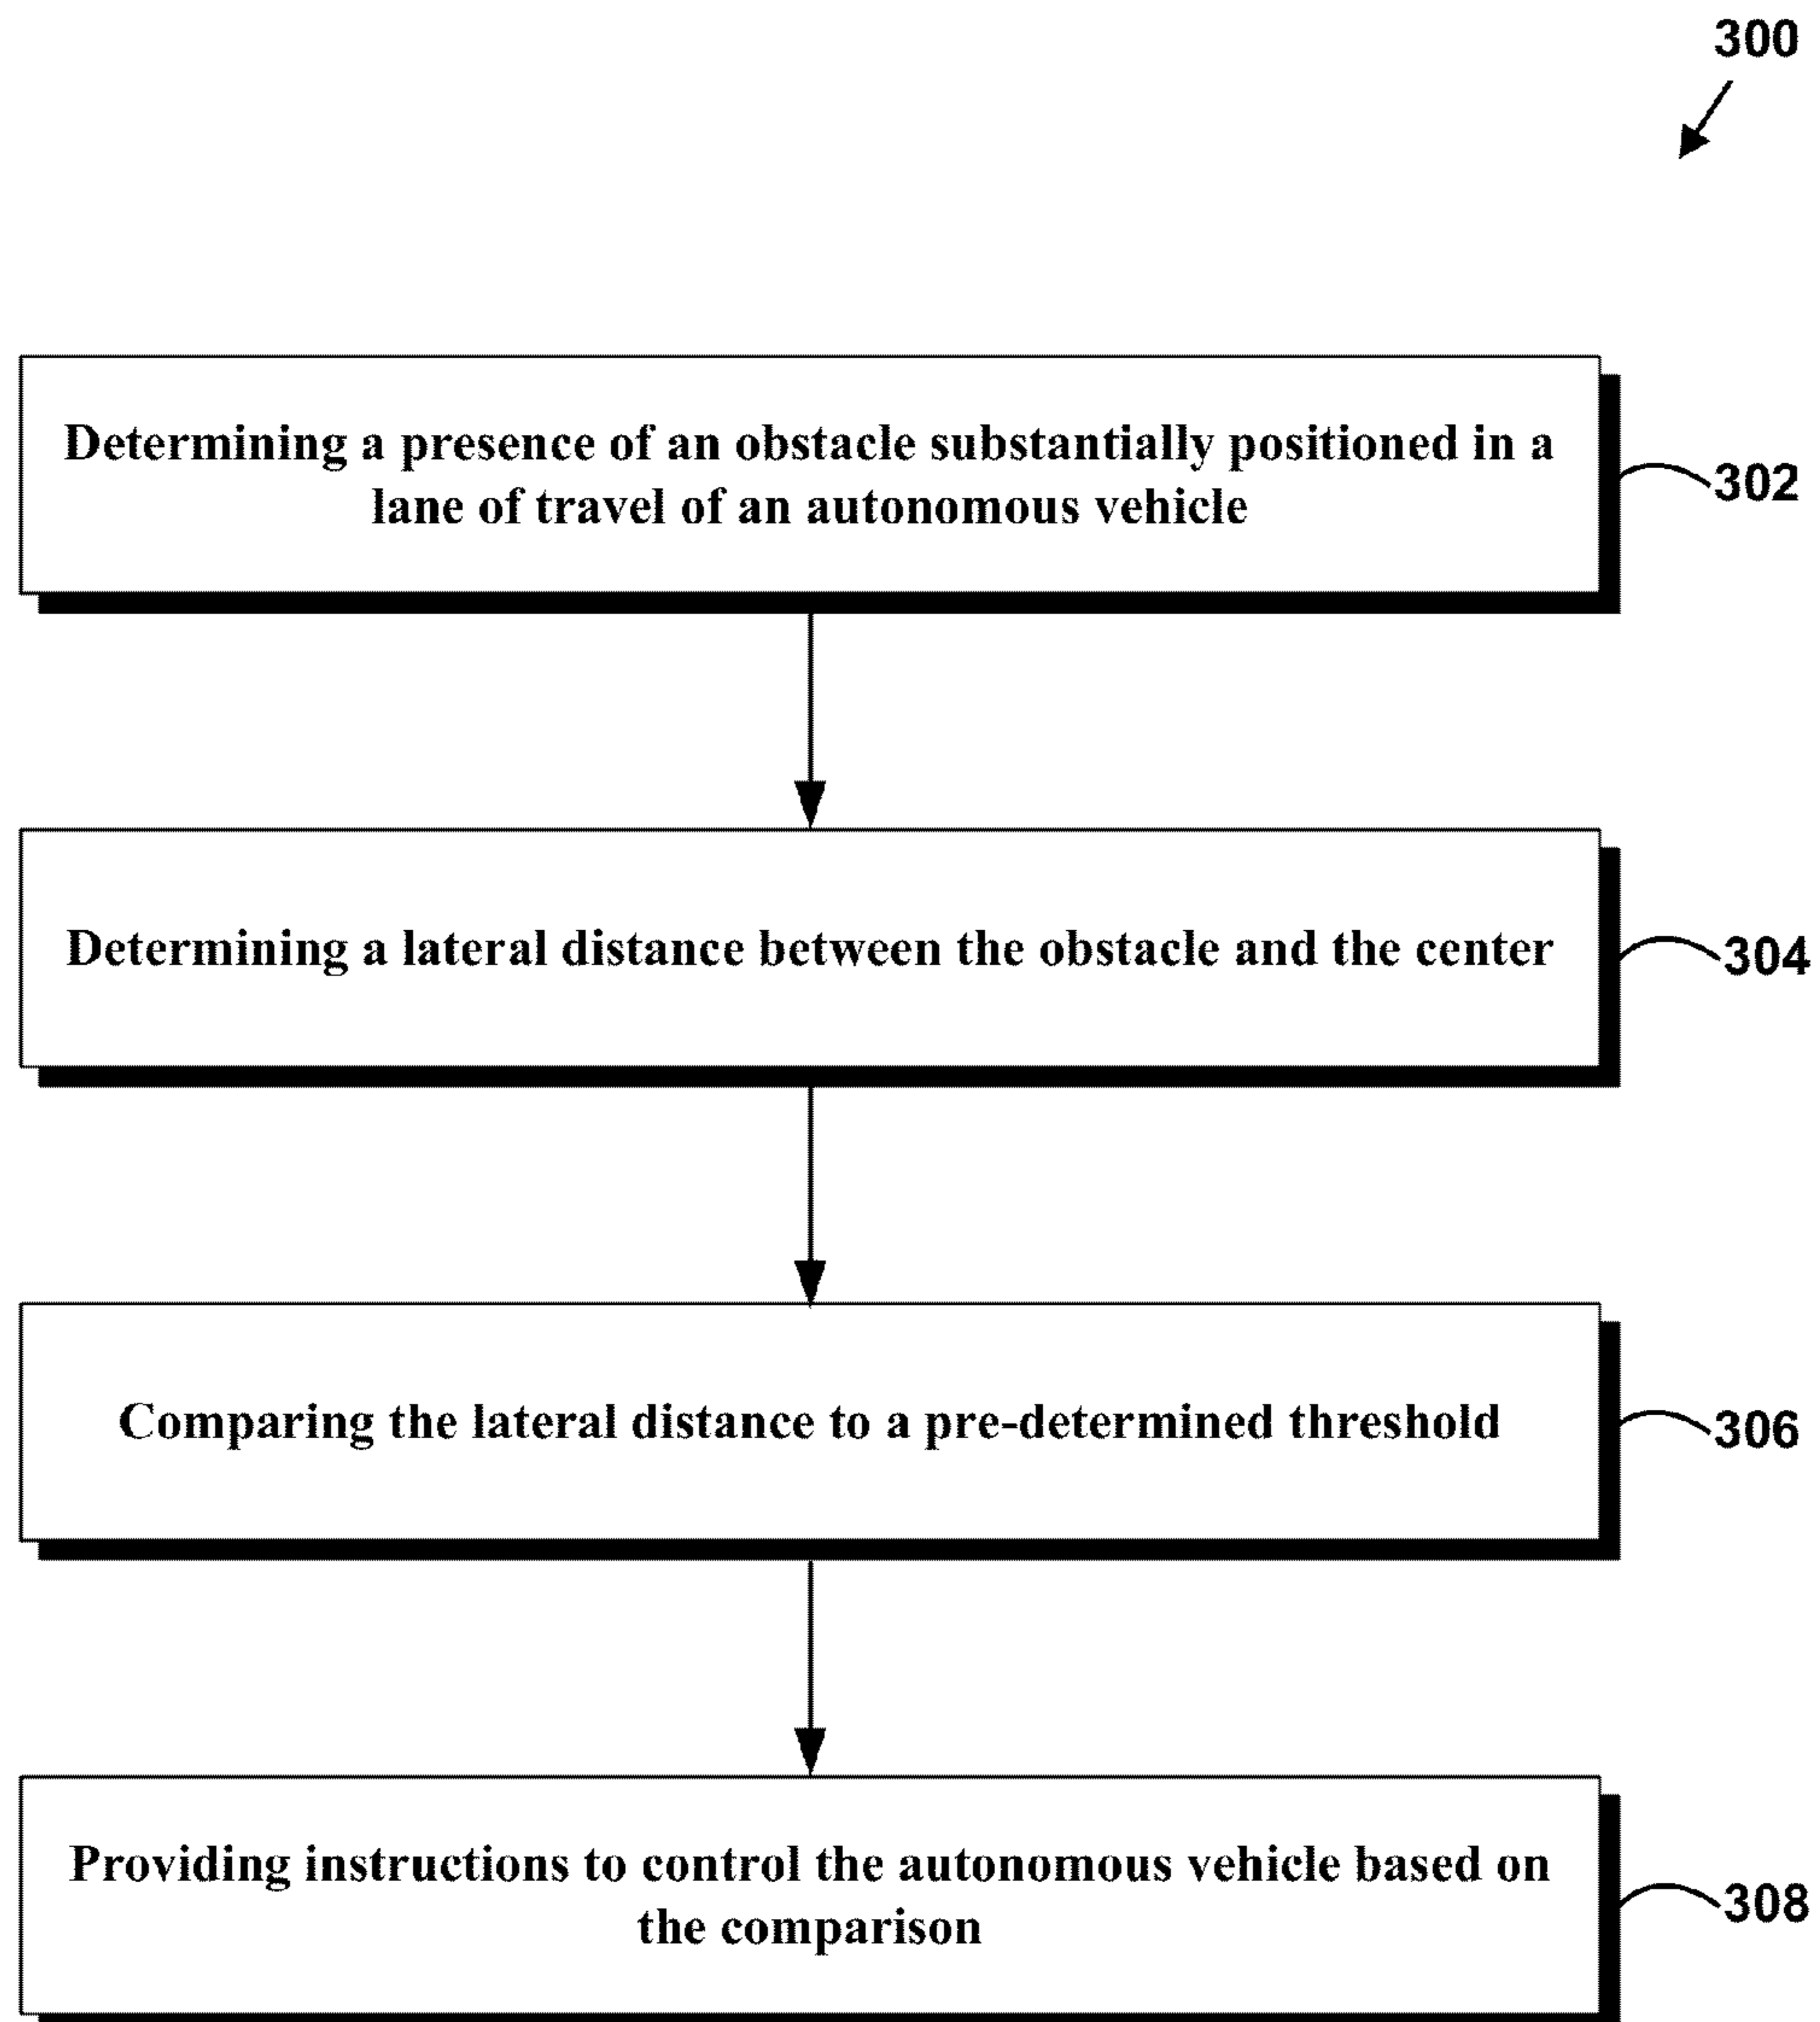 300
Determining a presence of an obstacle substantially positioned in a
lane of travel of an autonomous vehicle
302
Determining a lateral distance between the obstacle and the center
304
Comparing the lateral distance to a pre-determined threshold
306
Providing instructions to control the autonomous vehicle based on
the comparison
308